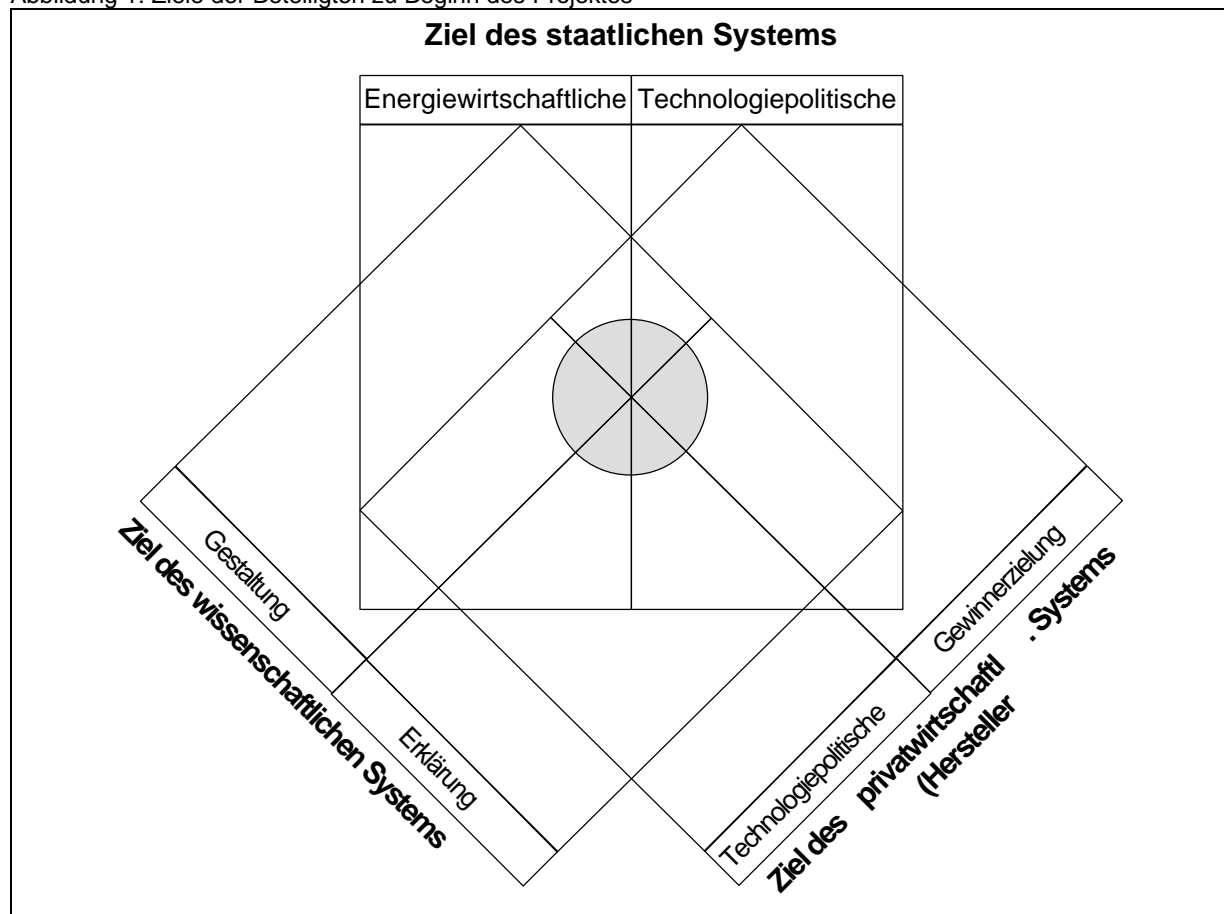 Abbildung 1: Ziele der Beteiligten zu Beginn des Projektes
Ziel des staatlichen Systems
Energiewirtschaftliche
Technologiepolitische
Gestaltung
Erklärung
Ziel des wissenschaftlichen Systems
Gewinnerzielung
Technologiepolitische
Ziel des privatwirtschaftl . Systems
(Hersteller